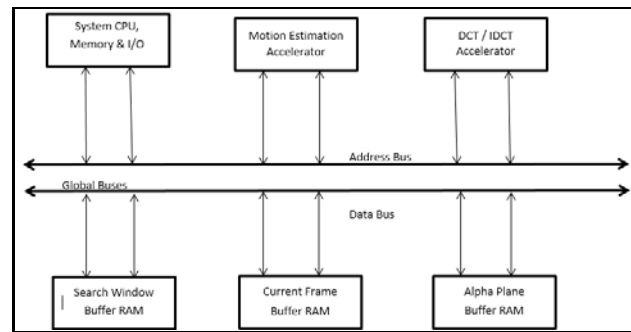 System CPU,
Memory & I/O
Motion Estimation
Accelerator
DCT / IDCT
Accelerator
Address Bus
Global Buses
Data Bus
Search Window
Buffer RAM
Current Frame
Buffer RAM
Alpha Plane
Buffer RAM